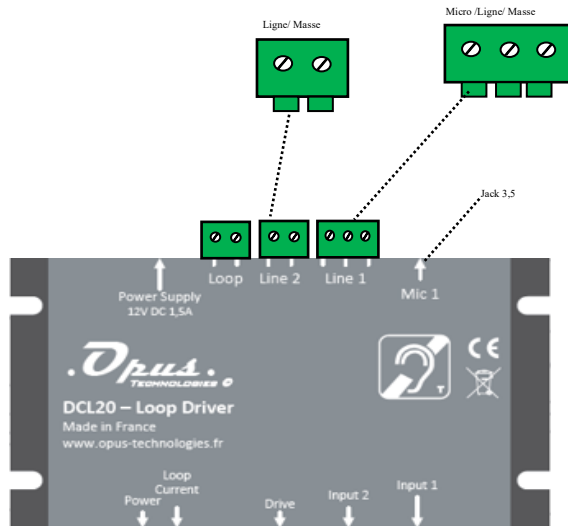 Ligne/ Masse
Micro /Ligne/ Masse
Jack 3,5
Loop
Line 2
Line 1
Mic 1
Power Supply
12V DC 1,5A
.Opus.
TECHNOLOGIES ©
CE
T
DCL20 – Loop Driver
Made in France
www.opus-technologies.fr
Power
Loop
Current
Drive
Input 2
Input 1